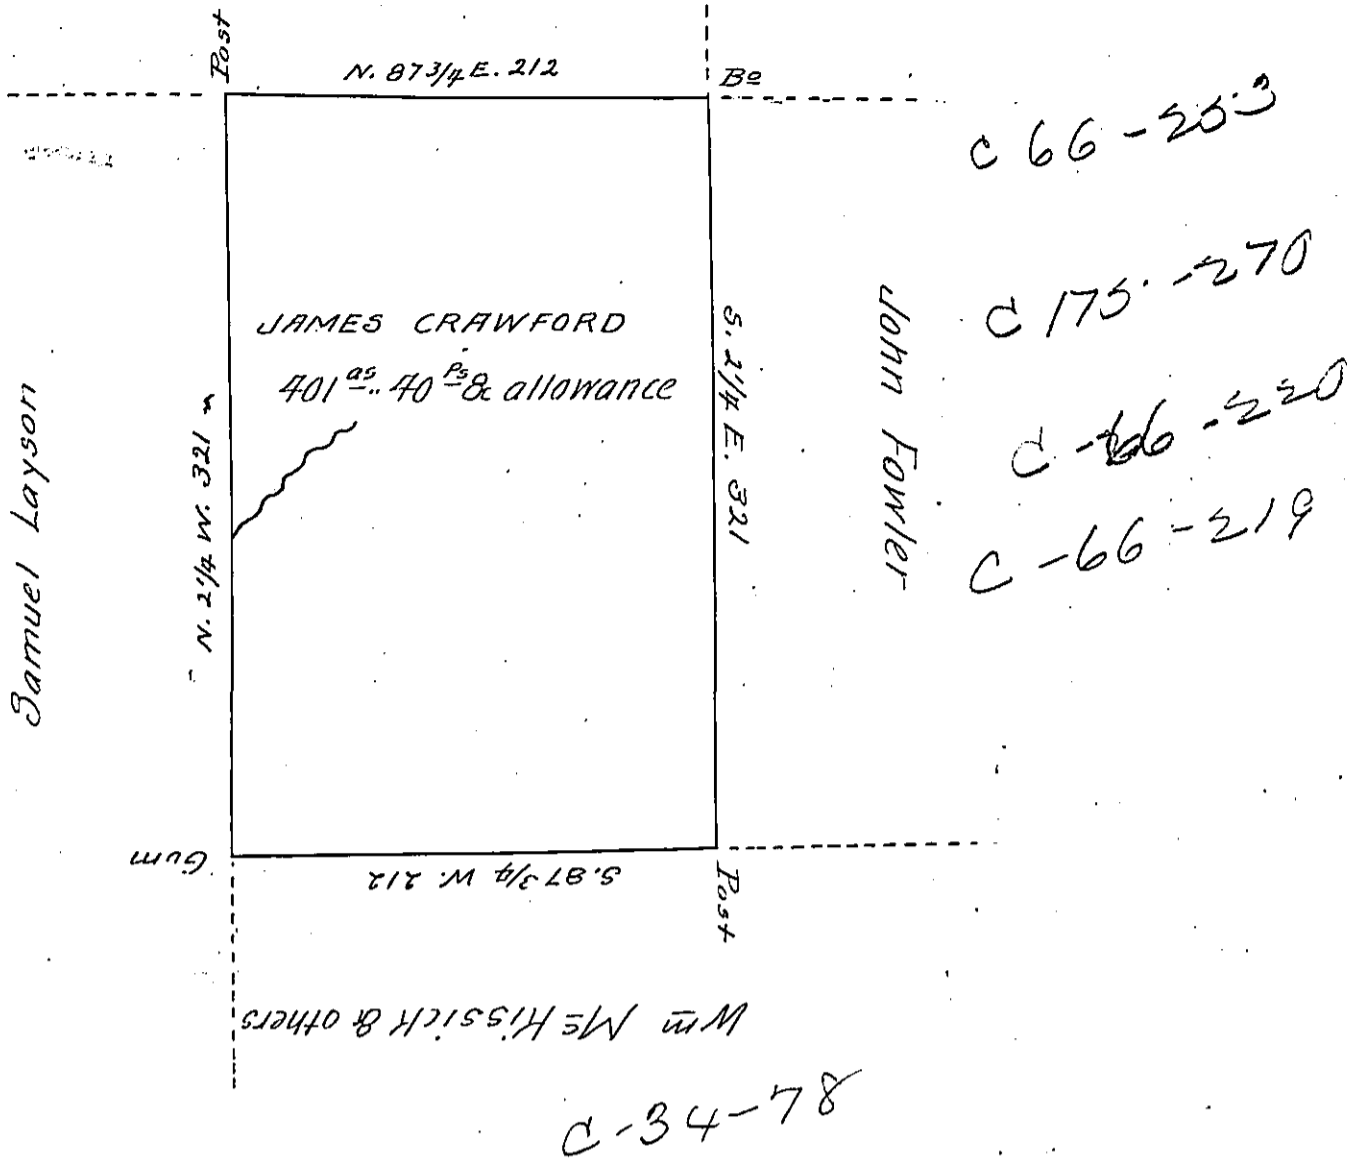 Post
N. 87 3/4 E. 212
Bo
C 66 - 253
C 175 - 270
C - 66 - 220
C - 66 - 219
JAMES CRAWFORD
401 as.. 40 Ps & allowance
S. 2 1/4 E. 321
John Fowler
N. 2 1/4 W. 321
Samuel Layson
Gum
S. 87 3/4 W. 212
Post
Wm McKissick & others
C-34-78